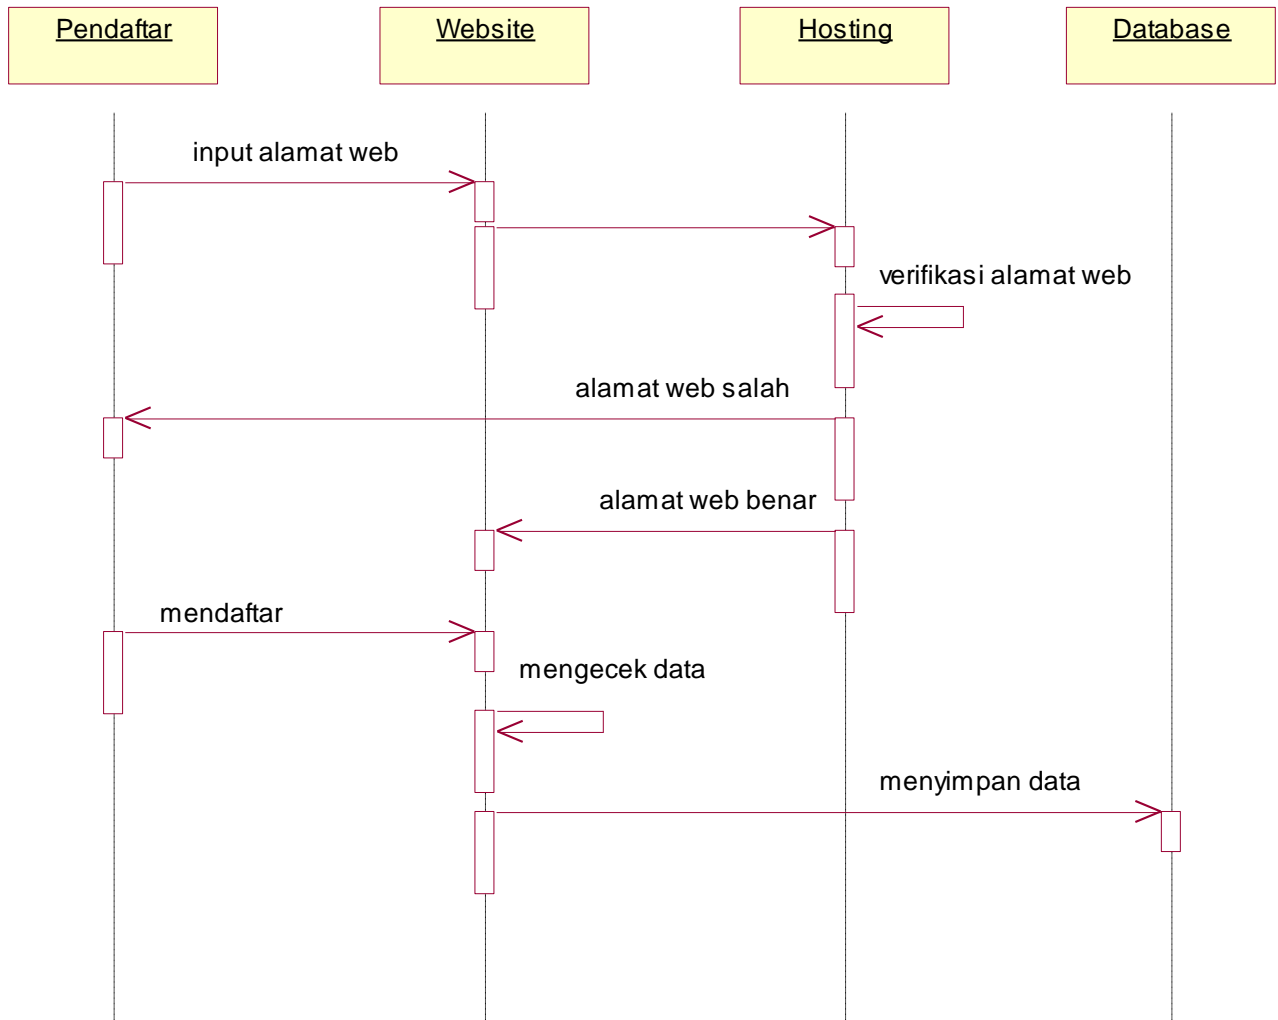 Pendaftar
Website
Hosting
Database
input alamat web
verifikasi alamat web
alamat web salah
alamat web benar
mendaftar
mengecek data
menyimpan data